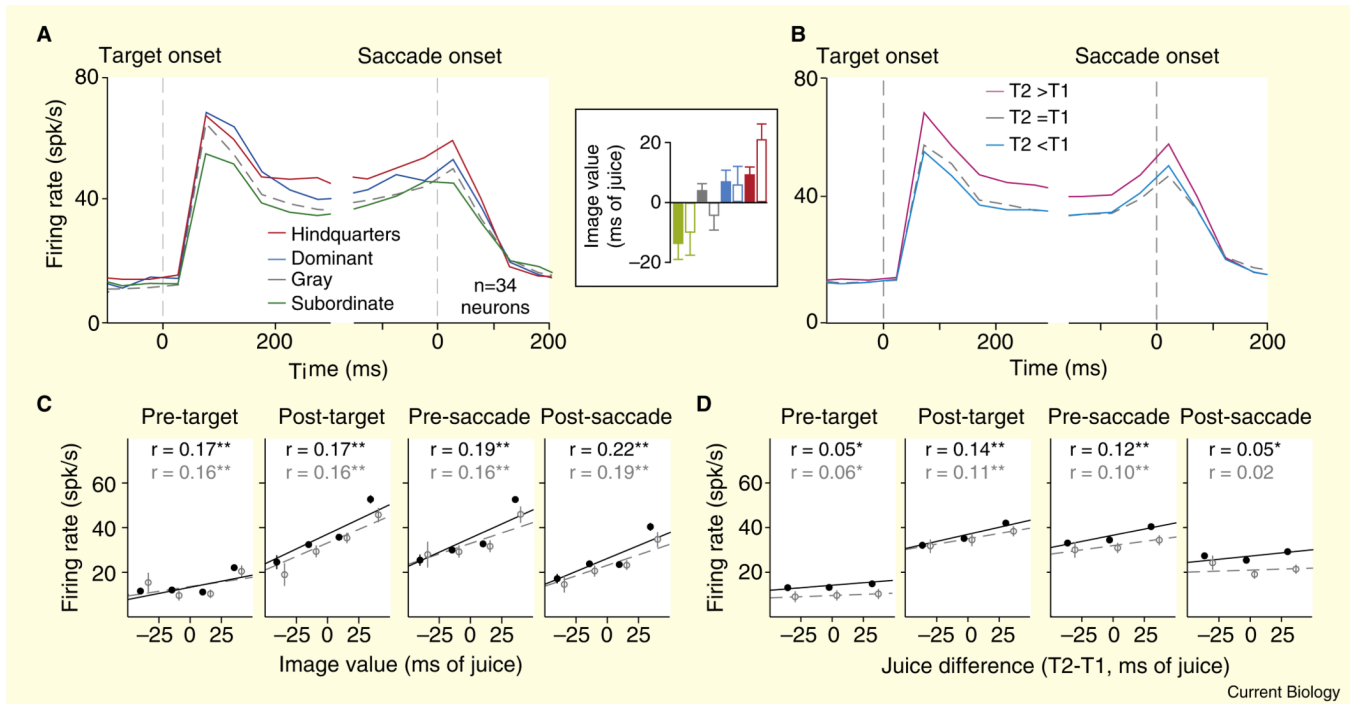 A
Target onset
Saccade onset
80
40
0
Firing rate (spk/s)
Hindquarters
Dominant
Gray
Subordinate
n=34
neurons
0
200
0
200
Time (ms)
Image value
(ms of juice)
20
0
–20
B
Target onset
Saccade onset
80
40
0
T2 >T1
T2 =T1
T2 <T1
0
200
0
200
Time (ms)
C
Pre-target
Post-target
Pre-saccade
Post-saccade
r = 0.17**
r = 0.17**
r = 0.19**
r = 0.22**
r = 0.16**
r = 0.16**
r = 0.16**
r = 0.19**
Firing rate (spk/s)
60
40
20
–25 0 25
–25 0 25
–25 0 25
–25 0 25
Image value (ms of juice)
D
Pre-target
Post-target
Pre-saccade
Post-saccade
r = 0.05*
r = 0.14**
r = 0.12**
r = 0.05*
r = 0.06*
r = 0.11**
r = 0.10**
r = 0.02
Firing rate (spk/s)
60
40
20
–25 0 25
–25 0 25
–25 0 25
–25 0 25
Juice difference (T2-T1, ms of juice)
Current Biology